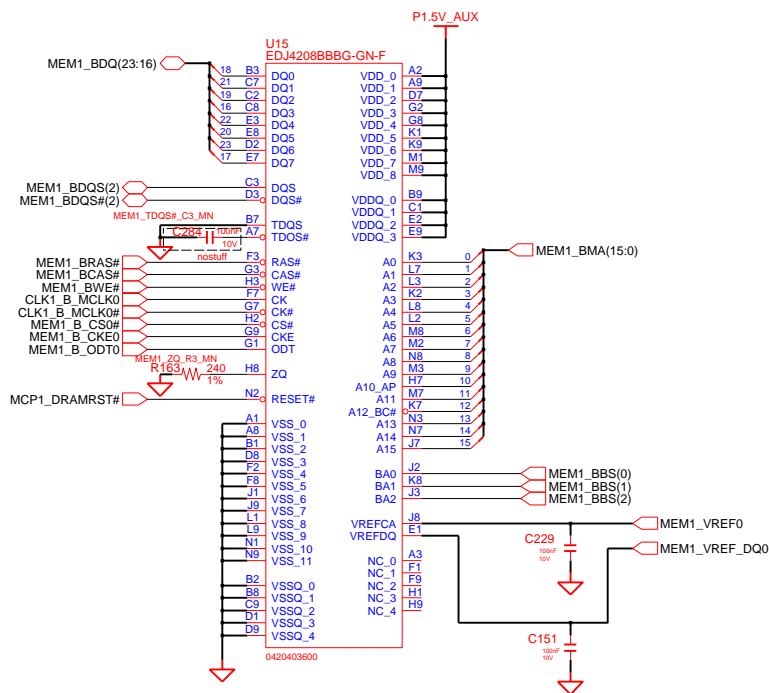 P1.5V_AUX
U15
EDJ4208BBBG-GN-F
MEM1_BDQ(23:16)
18 B3 DQ0
21 C7 DQ1
19 C2 DQ2
16 C8 DQ3
22 E3 DQ4
20 E8 DQ5
23 D2 DQ6
17 E7 DQ7
MEM1_BDQS(2) C3 DQS
MEM1_BDQS#(2) D3 DQS#
MEM1_TDQS#_C3_MN
B7 TDQS
C284 100nF A7 TDOS#
10V
nostuff
MEM1_BRAS# F3 RAS#
MEM1_BCAS# G3 CAS#
MEM1_BWE# H3 WE#
CLK1_B_MCLK0 F7 CK
CLK1_B_MCLK0# G7 CK#
MEM1_B_CS0# H2 CS#
MEM1_B_CKE0 G9 CKE
MEM1_B_ODT0 G1 ODT
MEM1_ZQ_R3_MN
R163 240 H8 ZQ
1%
MCP1_DRAMRST# N2 RESET#
A1 VSS_0
A8 VSS_1
B1 VSS_2
D8 VSS_3
F2 VSS_4
F8 VSS_5
J1 VSS_6
J9 VSS_7
L1 VSS_8
L9 VSS_9
N1 VSS_10
N9 VSS_11
B2 VSSQ_0
B8 VSSQ_1
C9 VSSQ_2
D1 VSSQ_3
D9 VSSQ_4
0420403600
VDD_0 A2
VDD_1 A9
VDD_2 D7
VDD_3 G2
VDD_4 G8
VDD_5 K1
VDD_6 K9
VDD_7 M1
VDD_8 M9
VDDQ_0 B9
VDDQ_1 C1
VDDQ_2 E2
VDDQ_3 E9
MEM1_BMA(15:0)
A0 K3 0
A1 L7 1
A2 L3 2
A3 K2 3
A4 L8 4
A5 L2 5
A6 M8 6
A7 M2 7
A8 N8 8
A9 M3 9
A10_AP H7 10
A11 M7 11
A12_BC# K7 12
A13 N3 13
A14 N7 14
A15 J7 15
BA0 J2 MEM1_BBS(0)
BA1 K8 MEM1_BBS(1)
BA2 J3 MEM1_BBS(2)
VREFCA J8 MEM1_VREF0
VREFDQ E1 MEM1_VREF_DQ0
C229
100nF
10V
NC_0 A3
NC_1 F1
NC_2 F9
NC_3 H1
NC_4 H9
C151
100nF
10V